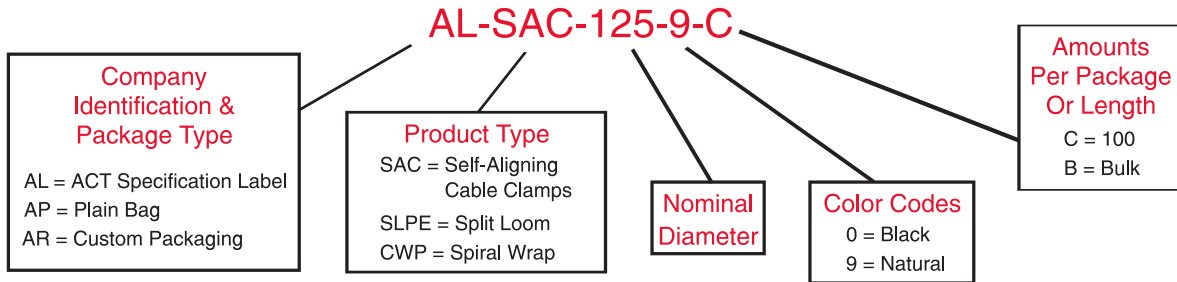 AL-SAC-125-9-C
Company
Identification &
Package Type
AL = ACT Specification Label
AP = Plain Bag
AR = Custom Packaging
Product Type
SAC = Self-Aligning
Cable Clamps
SLPE = Split Loom
CWP = Spiral Wrap
Nominal
Diameter
Color Codes
0 = Black
9 = Natural
Amounts
Per Package
Or Length
C = 100
B = Bulk